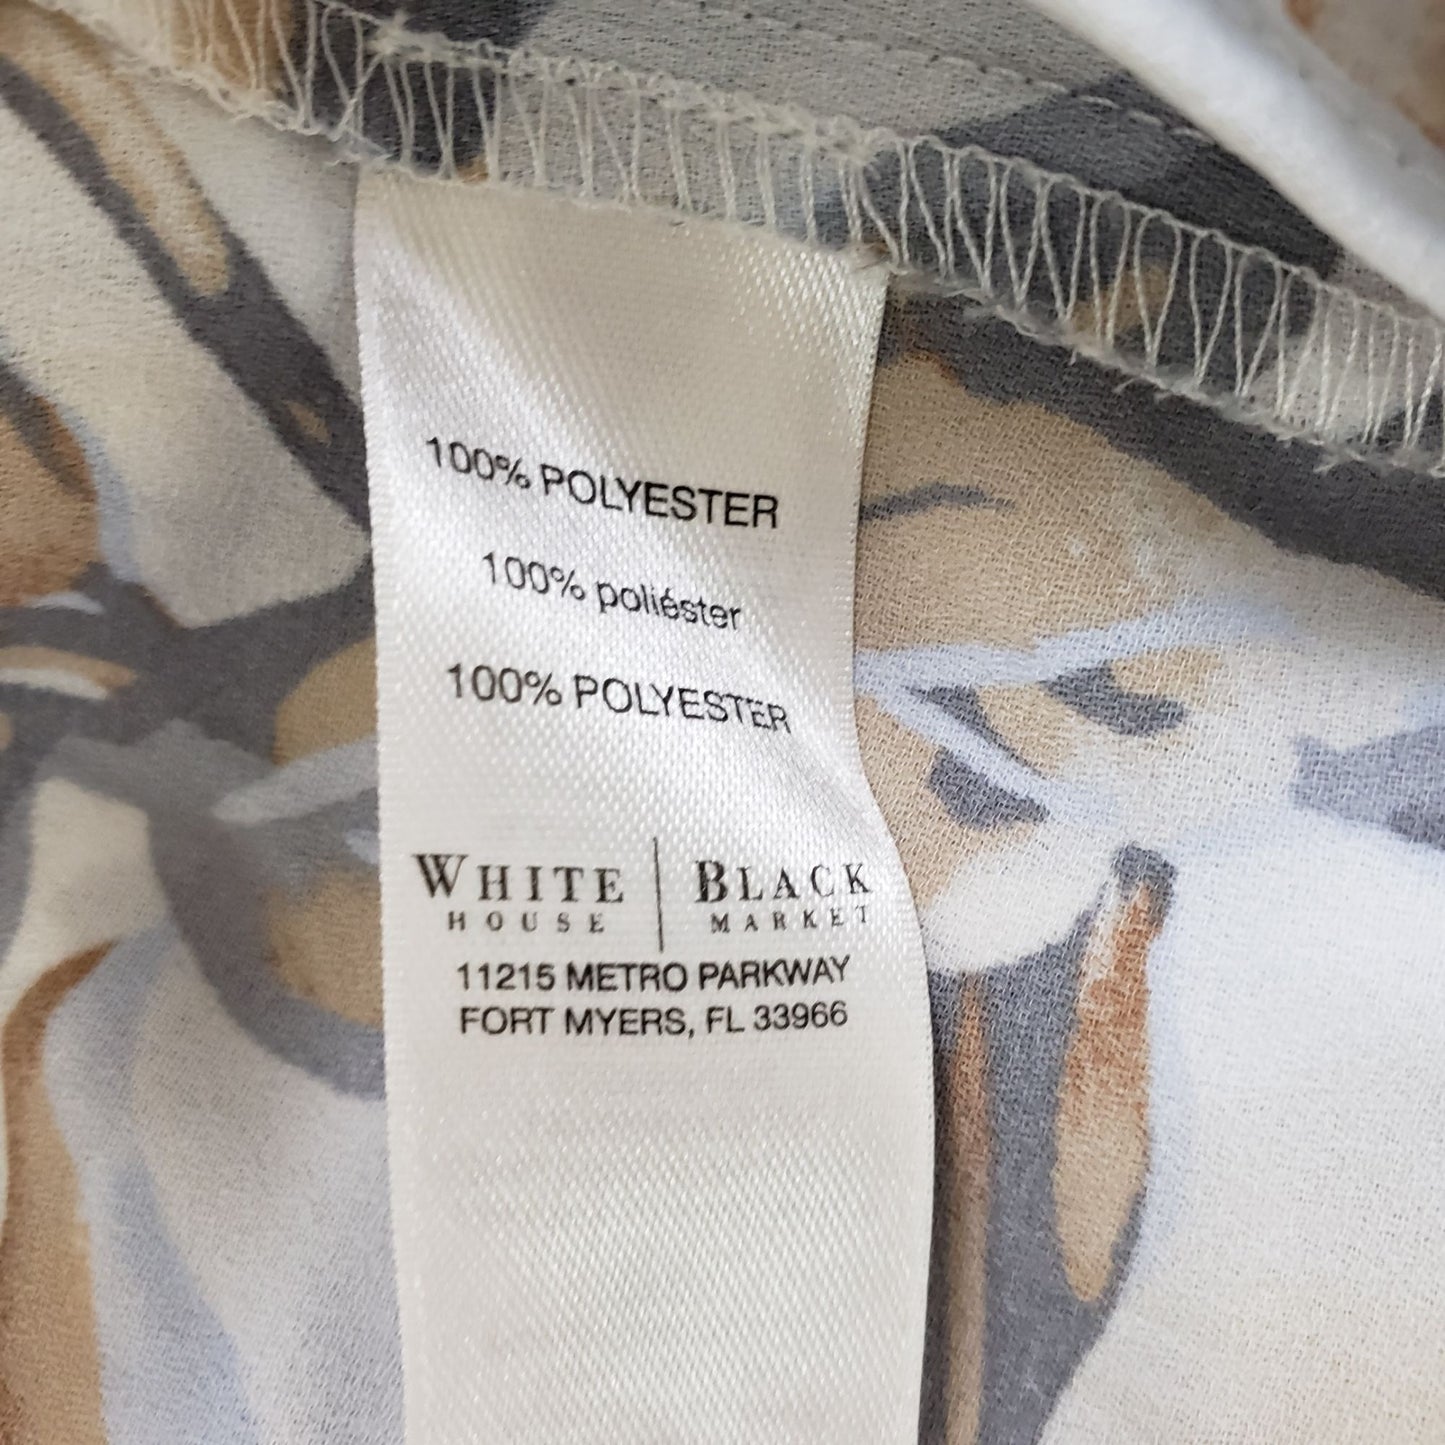 100% POLYESTER
100% poliéster
100% POLYESTER
WHITE | BLACK
HOUSE MARKET
11215 METRO PARKWAY
FORT MYERS, FL 33966